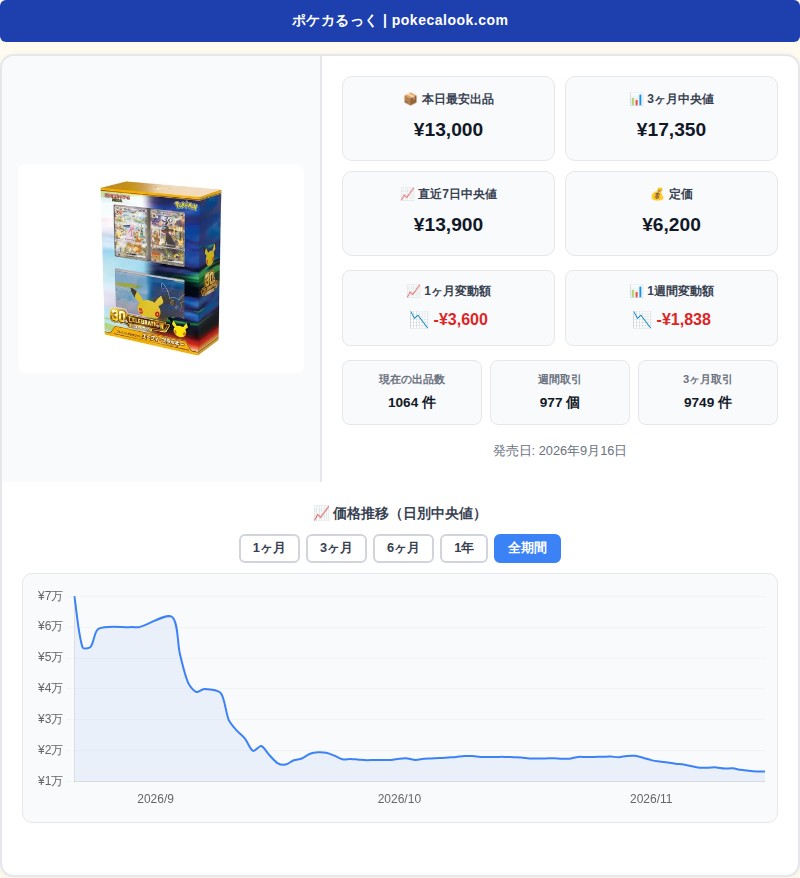 ポケカるっく | pokecalook.com
📦 本日最安出品
¥13,000
📊 3ヶ月中央値
¥17,350
📈 直近7日中央値
¥13,900
💰 定価
¥6,200
📈 1ヶ月変動額
📉 -¥3,600
📊 1週間変動額
📉 -¥1,838
現在の出品数
1064 件
週間取引
977 個
3ヶ月取引
9749 件
発売日: 2026年9月16日
Pokémon
30
CELEBRATION
📈 価格推移（日別中央値）
1ヶ月
3ヶ月
6ヶ月
1年
全期間
¥7万
¥6万
¥5万
¥4万
¥3万
¥2万
¥1万
2026/9
2026/10
2026/11